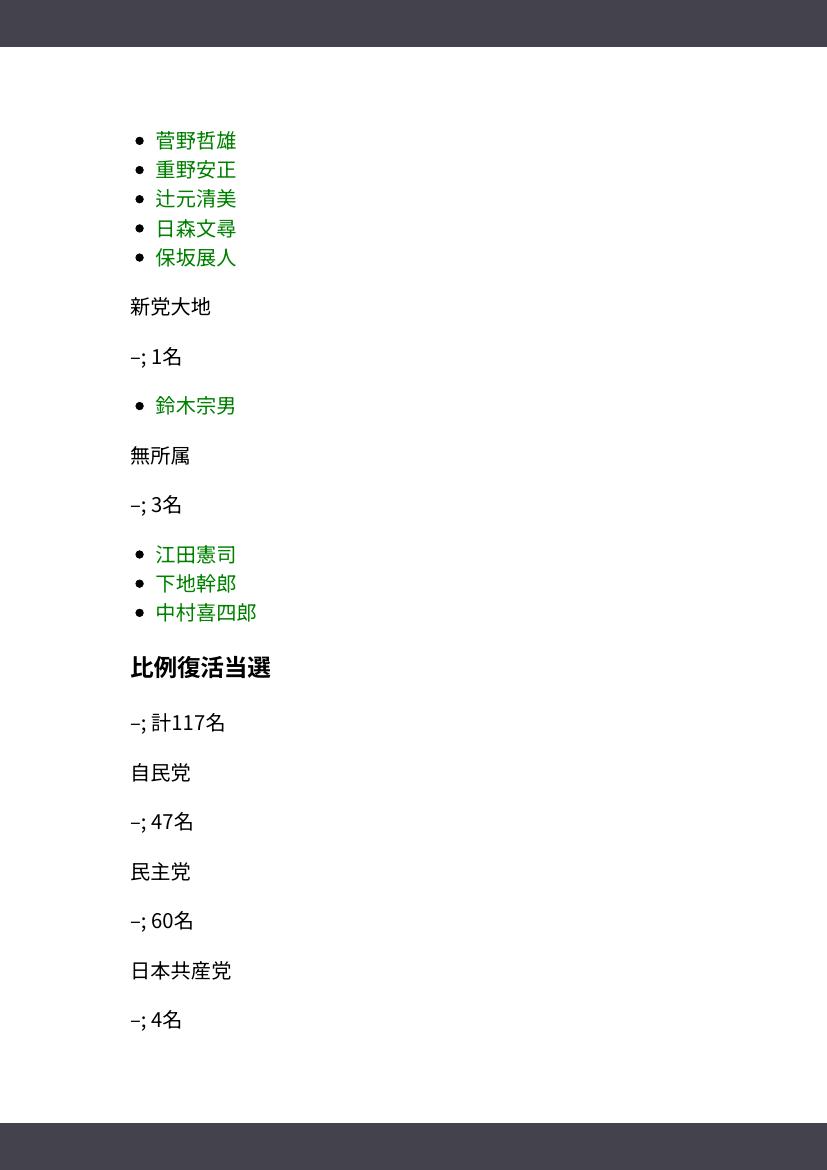 菅野哲雄
重野安正
辻元清美
日森文尋
保坂展人
新党大地
–; 1名
鈴木宗男
無所属
–; 3名
江田憲司
下地幹郎
中村喜四郎
比例復活当選
–; 計117名
自民党
–; 47名
民主党
–; 60名
日本共産党
–; 4名